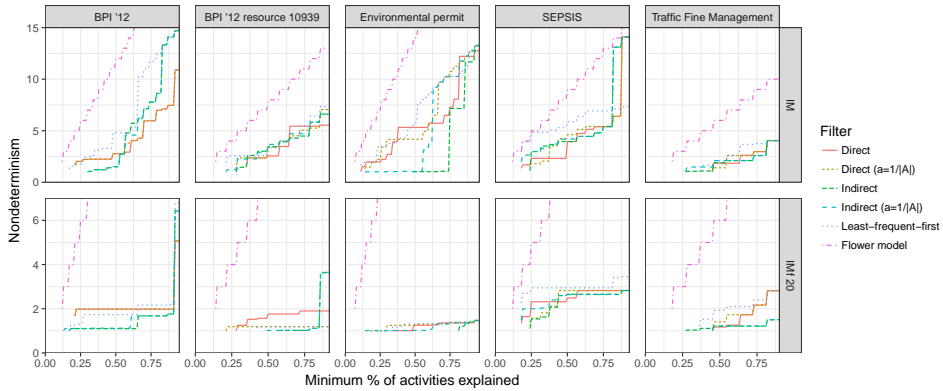 BPI '12
BPI '12 resource 10939
Environmental permit
SEPSIS
Traffic Fine Management
15
10
5
0
IM
6
4
2
0
IMf 20
0.00 0.25 0.50 0.75 0.00 0.25 0.50 0.75 0.00 0.25 0.50 0.75 0.00 0.25 0.50 0.75 0.00 0.25 0.50 0.75
Minimum % of activities explained
Nondeterminism
Filter
Direct
Direct (a=1/|A|)
Indirect
Indirect (a=1/|A|)
Least−frequent−first
Flower model